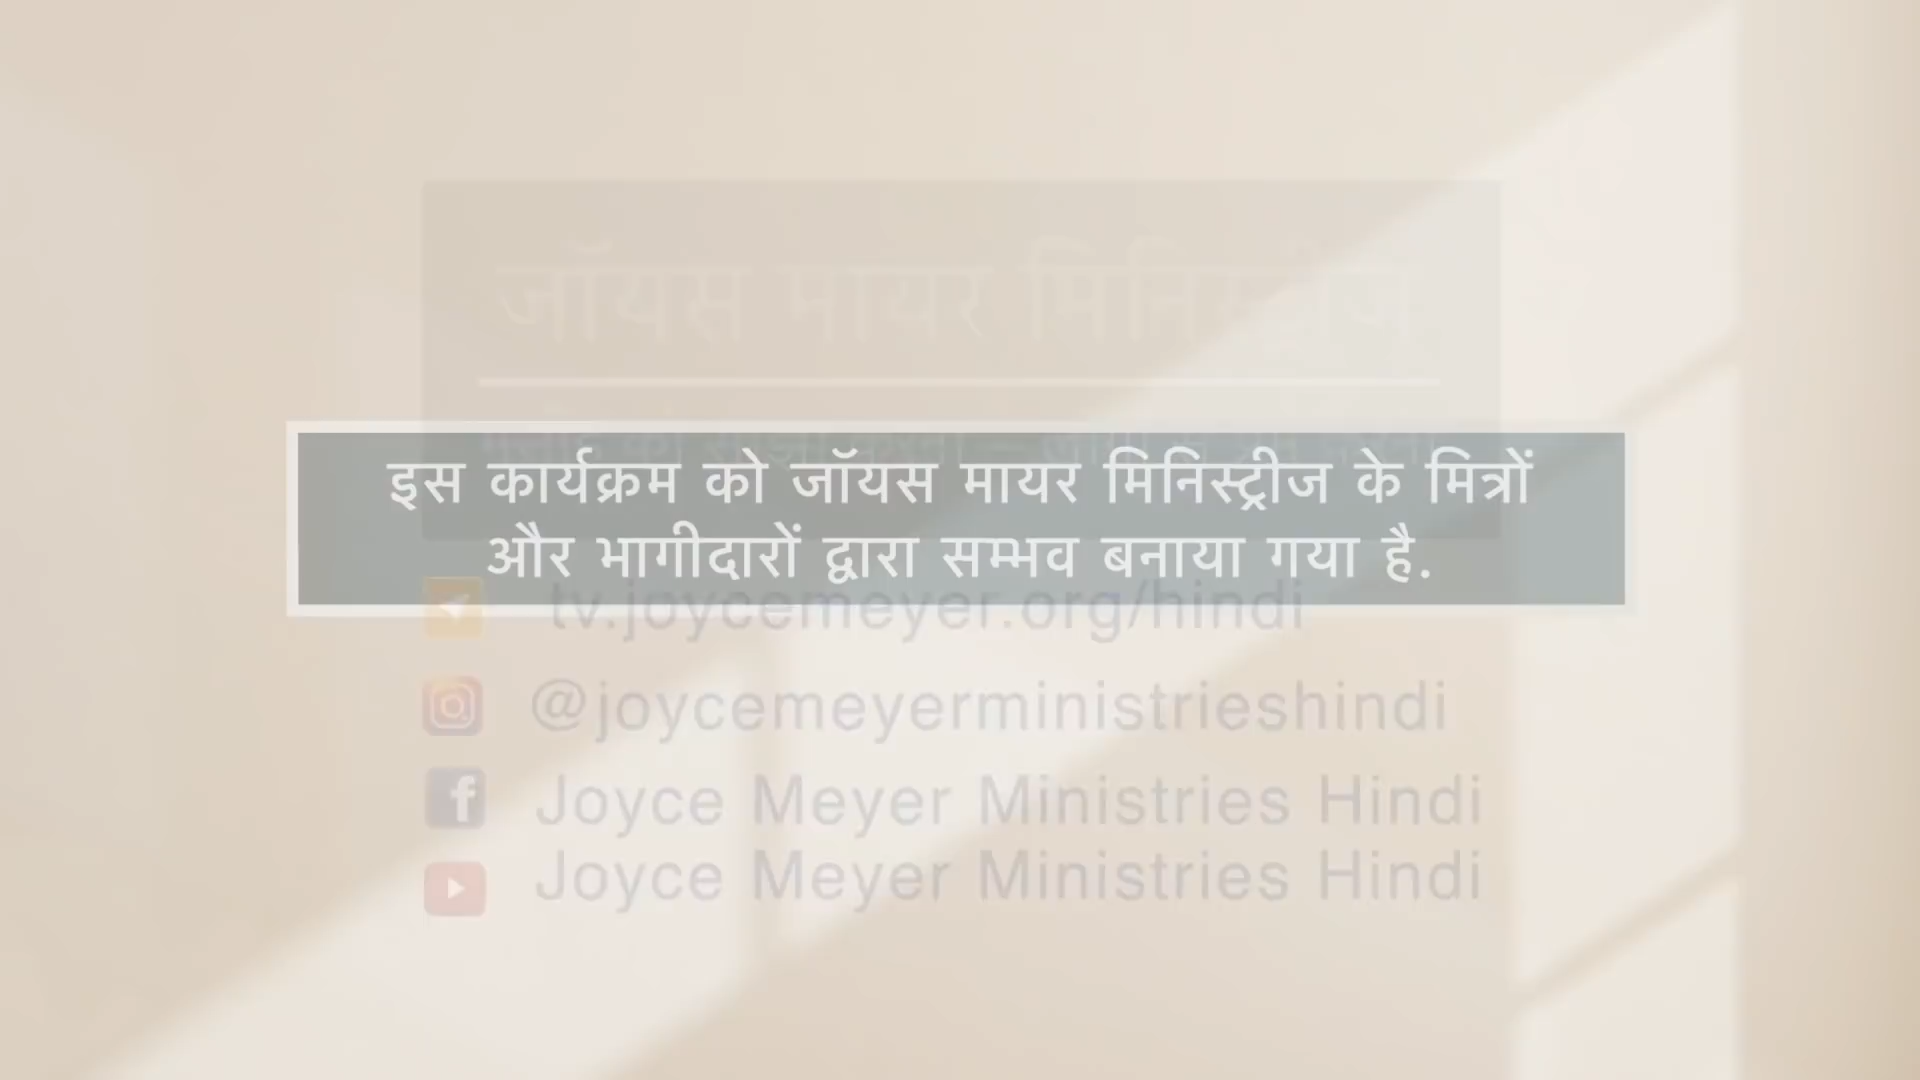 जॉयस मायर मिनिस्ट्रीज
इस कार्यक्रम को जॉयस मायर मिनिस्ट्रीज के मित्रों
और भागीदारों द्वारा सम्भव बनाया गया है.
tv.joycemeyer.org/hindi
@joycemeyerministrieshindi
Joyce Meyer Ministries Hindi
Joyce Meyer Ministries Hindi